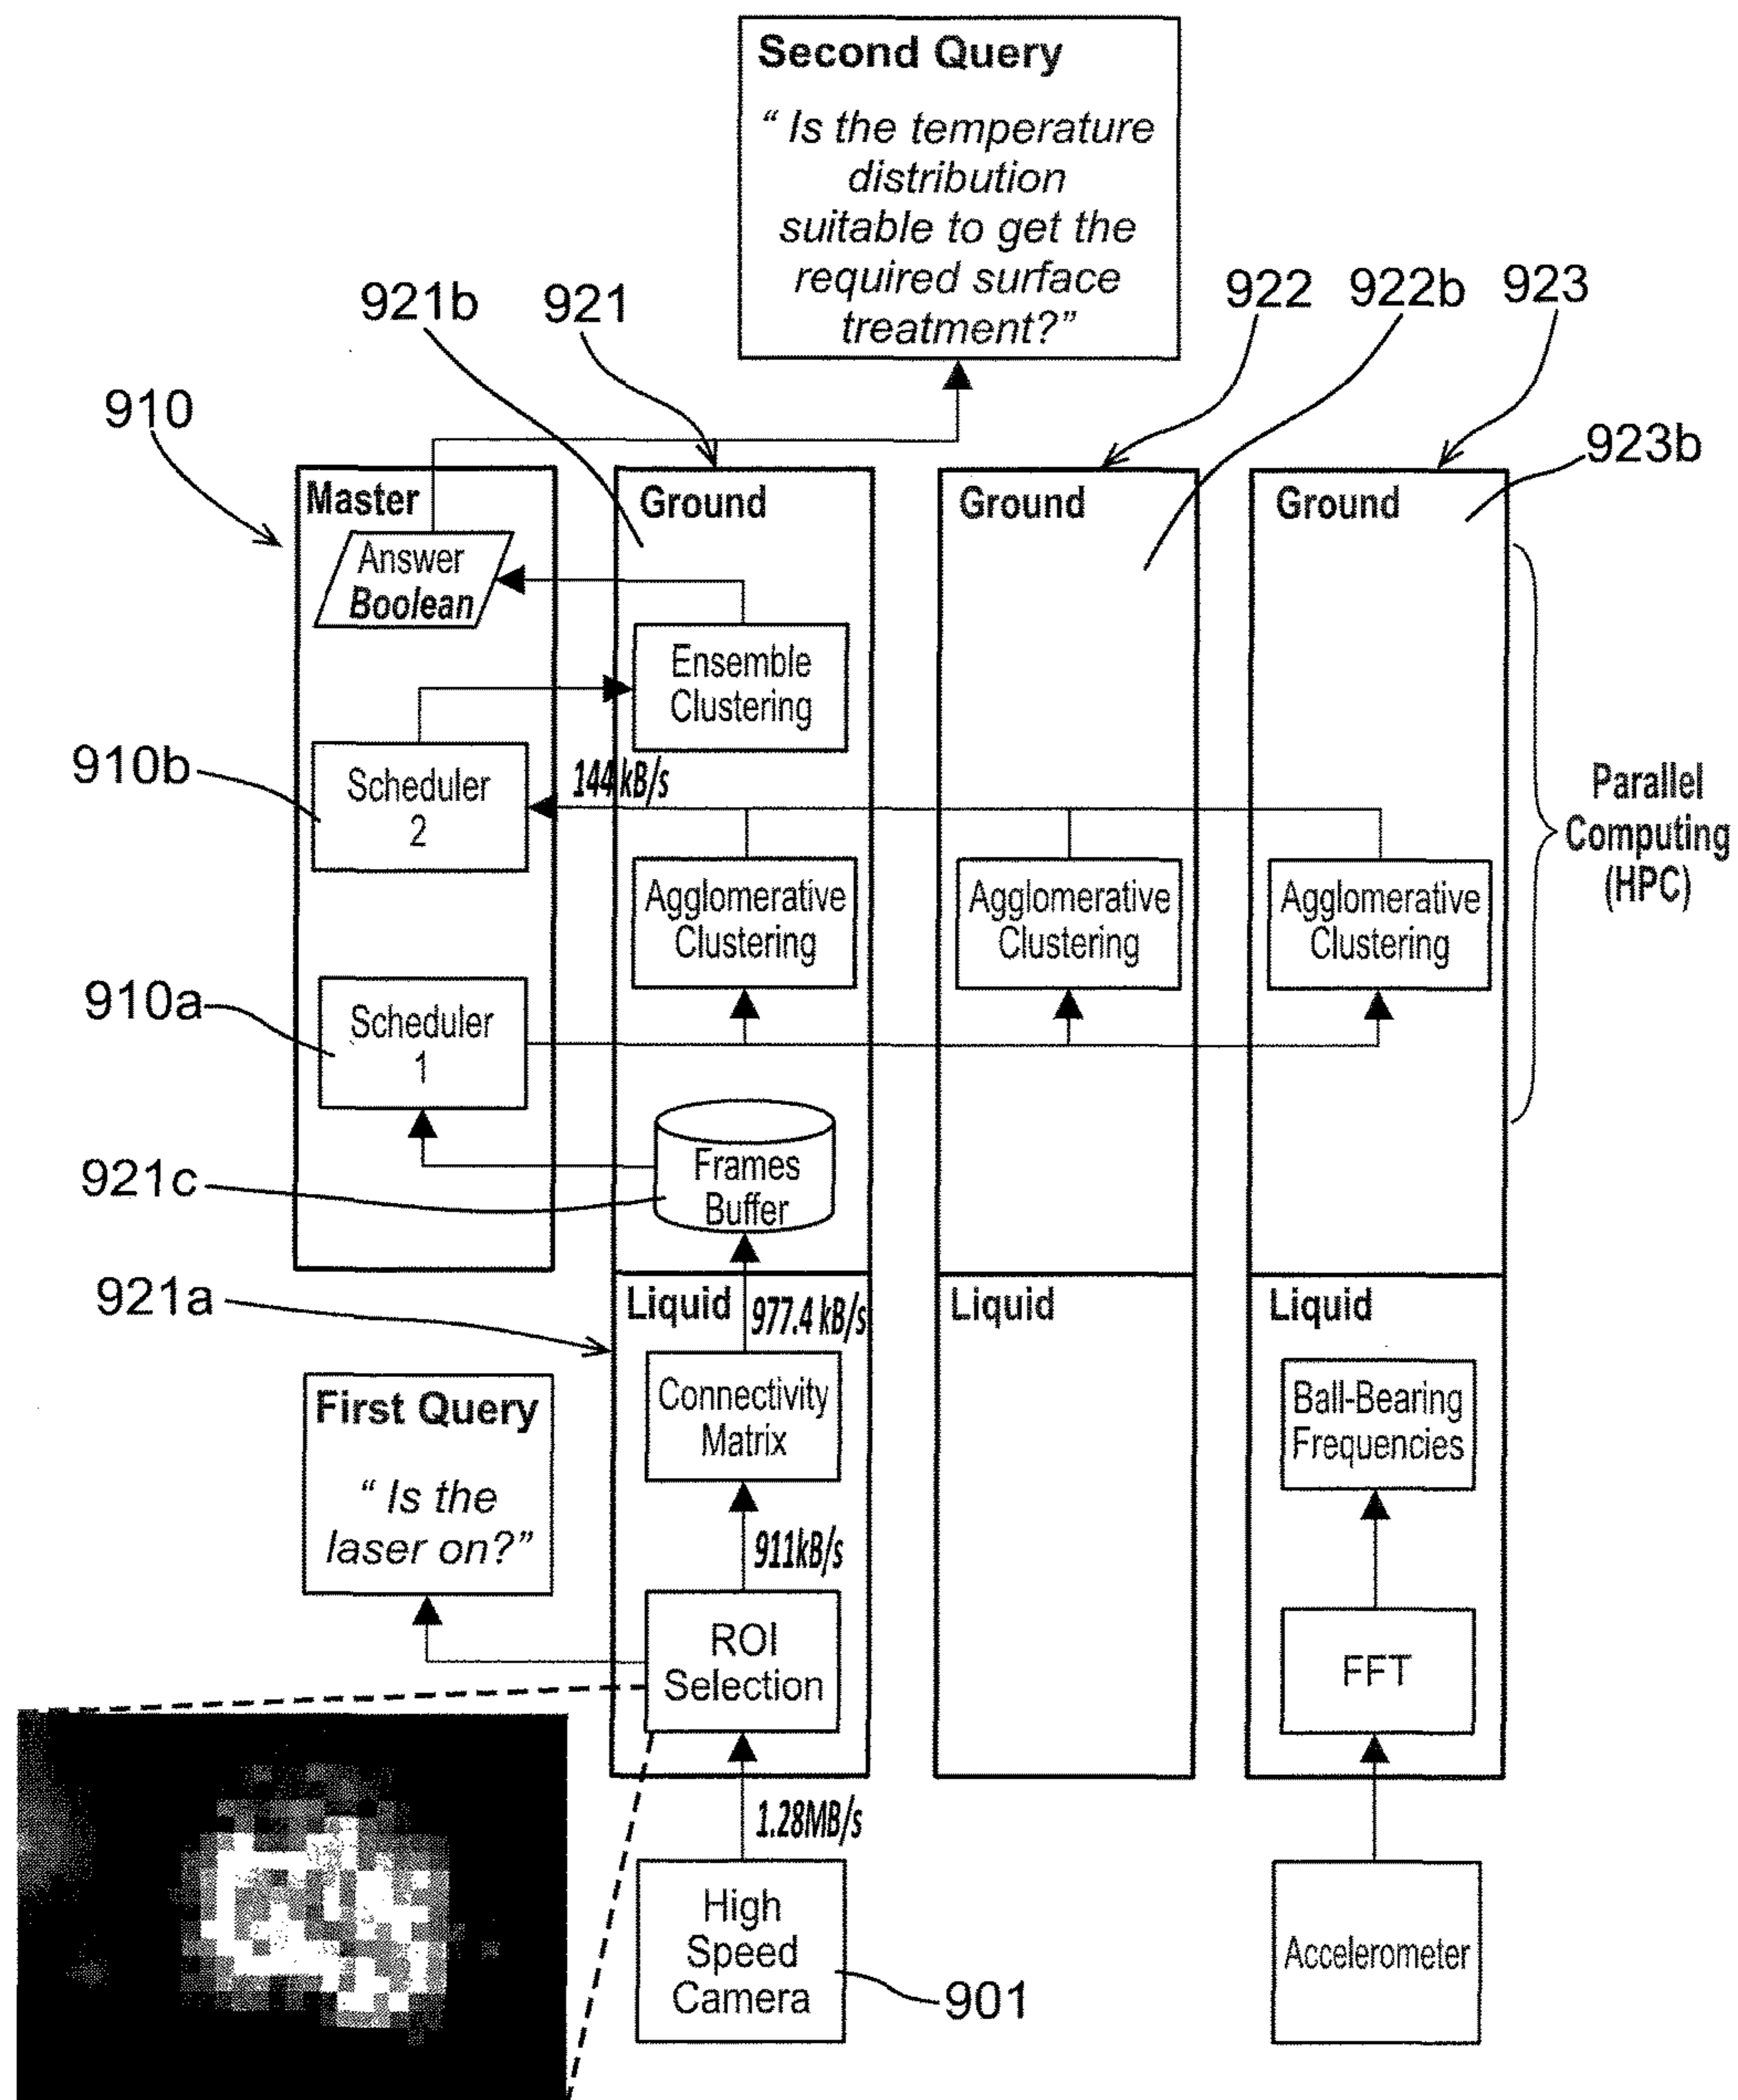 Second Query
“ Is the temperature
distribution
suitable to get the
required surface
treatment?”
921b
921
922
922b
923
910
923b
Master
Answer
Boolean
Ground
Ground
Ground
Ensemble
Clustering
910b
Scheduler
2
144 kB/s
Parallel
Computing
(HPC)
Agglomerative
Clustering
Agglomerative
Clustering
Agglomerative
Clustering
910a
Scheduler
1
921c
Frames
Buffer
921a
Liquid
977.4 kB/s
Liquid
Liquid
First Query
“ Is the
laser on?”
Connectivity
Matrix
Ball-Bearing
Frequencies
911kB/s
ROI
Selection
FFT
1.28MB/s
High
Speed
Camera
901
Accelerometer